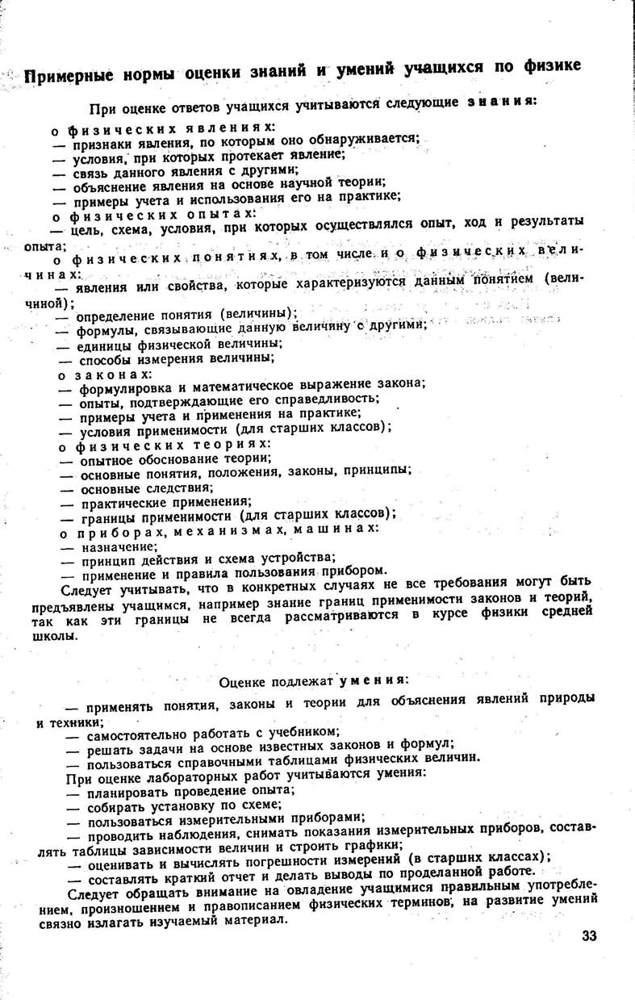 Примерные нормы оценки знаний и умений учащихся по физике
При оценке ответов учащихся учитываются следующие знания:
о физических явлениях:
— признаки явления, по которым оно обнаруживается;
— условия, при которых протекает явление;
— связь данного явления с другими;
— объяснение явления на основе научной теории;
— примеры учета и использования его на практике;
о физических опытах:
— цель, схема, условия, при которых осуществлялся опыт, ход и результаты
опыта;
о физических понятиях, в том числе и о физических вели-
чинах:
— явления или свойства, которые характеризуются данным понятием (вели-
чиной);
— определение понятия (величины);
— формулы, связывающие данную величину с другими;
— единицы физической величины;
— способы измерения величины;
о законах:
— формулировка и математическое выражение закона;
— опыты, подтверждающие его справедливость;
— примеры учета и применения на практике;
— условия применимости (для старших классов);
о физических теориях:
— опытное обоснование теории;
— основные понятия, положения, законы, принципы;
— основные следствия;
— практические применения;
— границы применимости (для старших классов);
о приборах, механизмах, машинах:
— назначение;
— принцип действия и схема устройства;
— применение и правила пользования прибором.
Следует учитывать, что в конкретных случаях не все требования могут быть
предъявлены учащимся, например знание границ применимости законов и теорий,
так как эти границы не всегда рассматриваются в курсе физики средней
школы.
Оценке подлежат умения:
— применять понятия, законы и теории для объяснения явлений природы
и техники;
— самостоятельно работать с учебником;
— решать задачи на основе известных законов и формул;
— пользоваться справочными таблицами физических величин.
При оценке лабораторных работ учитываются умения:
— планировать проведение опыта;
— собирать установку по схеме;
— пользоваться измерительными приборами;
— проводить наблюдения, снимать показания измерительных приборов, состав-
лять таблицы зависимости величин и строить графики;
— оценивать и вычислять погрешности измерений (в старших классах);
— составлять краткий отчет и делать выводы по проделанной работе.
Следует обращать внимание на овладение учащимися правильным употребле-
нием, произношением и правописанием физических терминов, на развитие умений
связно излагать изучаемый материал.
33